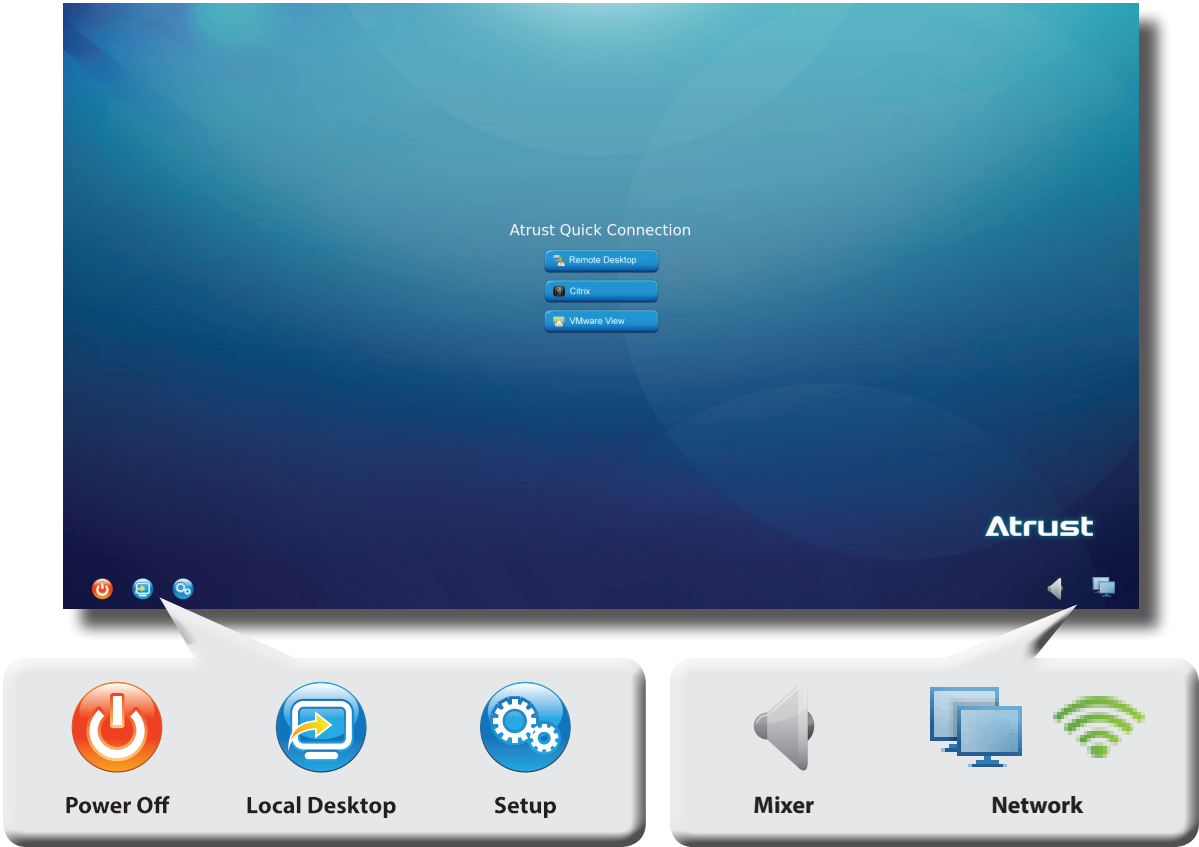 Atrust Quick Connection
Remote Desktop
Citrix
VMware View
Atrust
Power Off
Local Desktop
Setup
Mixer
Network